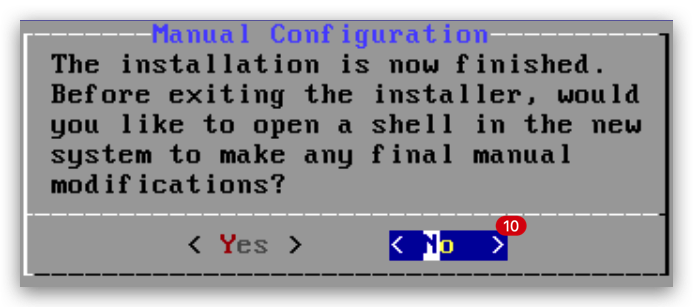 Manual Configuration
The installation is now finished.
Before exiting the installer, would
you like to open a shell in the new
system to make any final manual
modifications?
< Yes > < No >
10